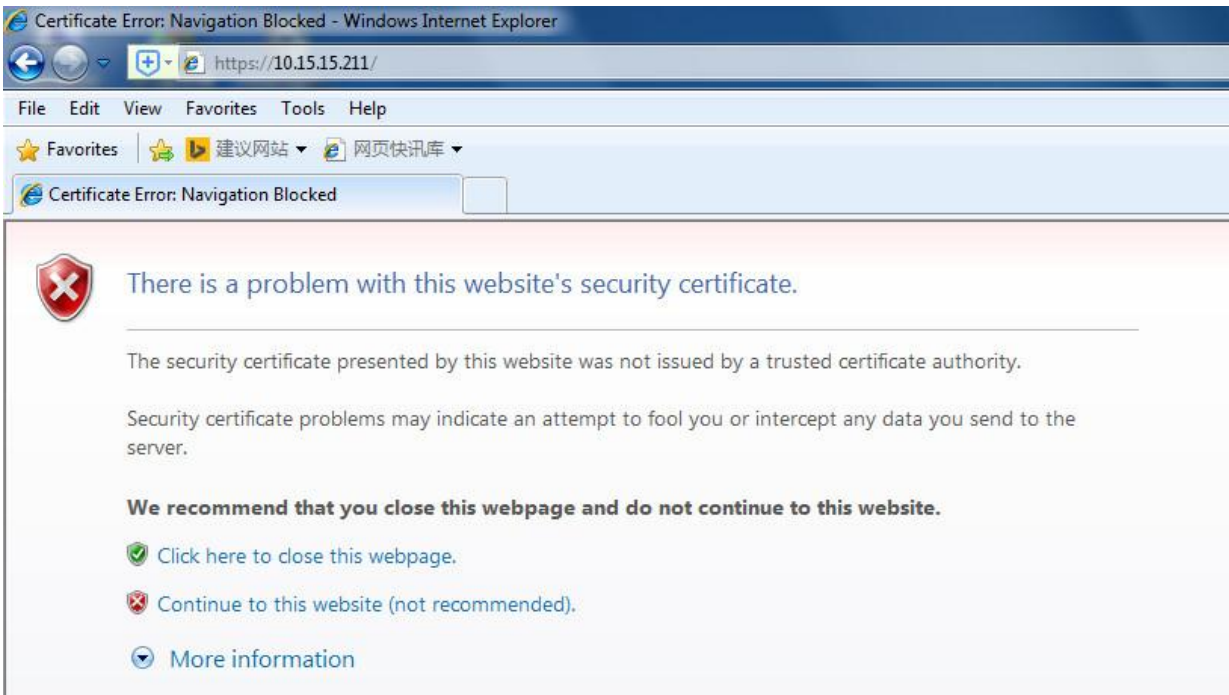 Certificate Error: Navigation Blocked - Windows Internet Explorer
https://10.15.15.211/
File Edit View Favorites Tools Help
Favorites 建议网站 网页快讯库
Certificate Error: Navigation Blocked
There is a problem with this website's security certificate.
The security certificate presented by this website was not issued by a trusted certificate authority.
Security certificate problems may indicate an attempt to fool you or intercept any data you send to the
server.
We recommend that you close this webpage and do not continue to this website.
Click here to close this webpage.
Continue to this website (not recommended).
More information